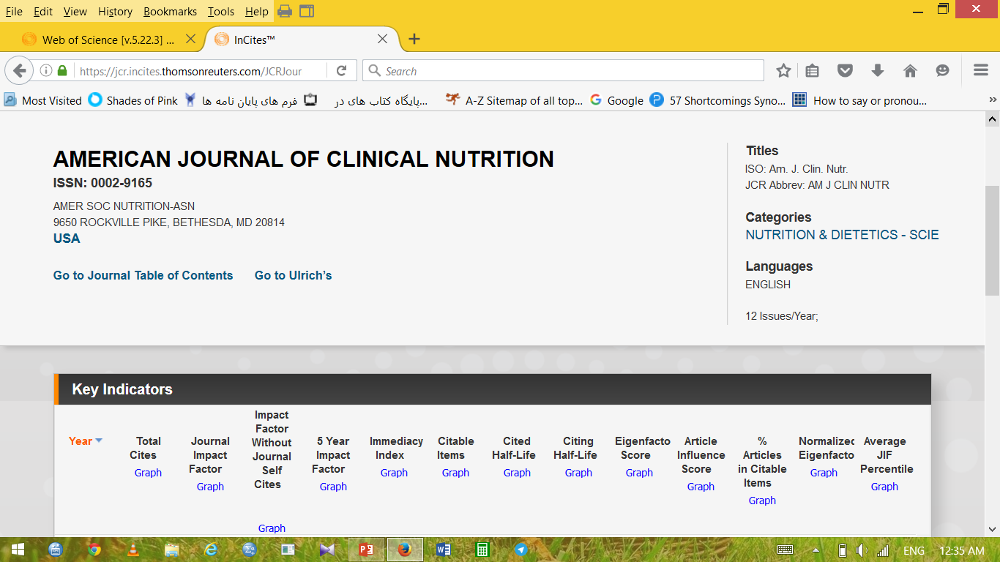 File Edit View History Bookmarks Tools Help
Web of Science [v.5.22.3] ...
InCites™
https://jcr.incites.thomsonreuters.com/JCRJour
Search
Most Visited Shades of Pink فرم های پایان نامه ها پایگاه کتاب های در... A-Z Sitemap of all top... Google 57 Shortcomings Syno... How to say or pronou...
AMERICAN JOURNAL OF CLINICAL NUTRITION
ISSN: 0002-9165
AMER SOC NUTRITION-ASN
9650 ROCKVILLE PIKE, BETHESDA, MD 20814
USA
Go to Journal Table of Contents Go to Ulrich's
Titles
ISO: Am. J. Clin. Nutr.
JCR Abbrev: AM J CLIN NUTR
Categories
NUTRITION & DIETETICS - SCIE
Languages
ENGLISH
12 Issues/Year;
Key Indicators
Year
Total
Cites
Graph
Journal
Impact
Factor
Graph
Impact
Factor
Without
Journal
Self
Cites
Graph
5 Year
Impact
Factor
Graph
Immediacy
Index
Graph
Citable
Items
Graph
Cited
Half-Life
Graph
Citing
Half-Life
Graph
Eigenfacto
Score
Graph
Article
Influence
Score
Graph
%
Articles
in Citable
Items
Graph
Normalized
Eigenfacto
Graph
Average
JIF
Percentile
Graph
ENG 12:35 AM